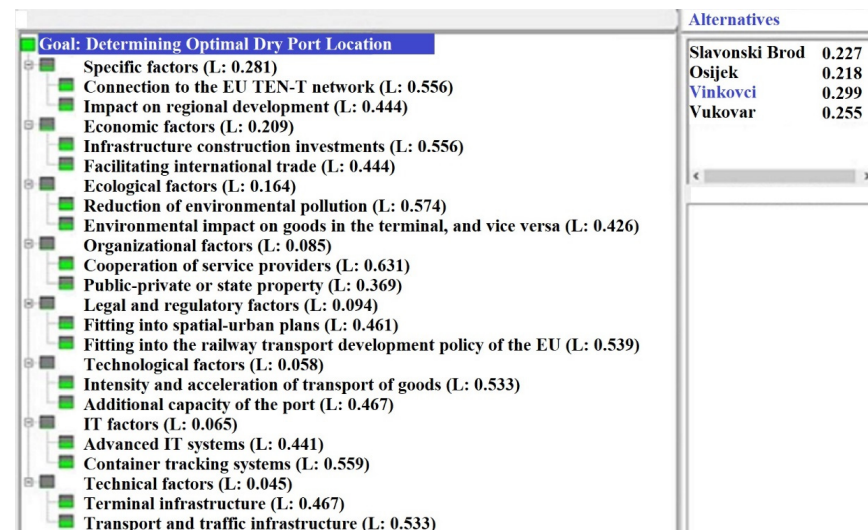 Alternatives
Goal: Determining Optimal Dry Port Location
Specific factors (L: 0.281)
Connection to the EU TEN-T network (L: 0.556)
Impact on regional development (L: 0.444)
Economic factors (L: 0.209)
Infrastructure construction investments (L: 0.556)
Facilitating international trade (L: 0.444)
Ecological factors (L: 0.164)
Reduction of environmental pollution (L: 0.574)
Environmental impact on goods in the terminal, and vice versa (L: 0.426)
Organizational factors (L: 0.085)
Cooperation of service providers (L: 0.631)
Public-private or state property (L: 0.369)
Legal and regulatory factors (L: 0.094)
Fitting into spatial-urban plans (L: 0.461)
Fitting into the railway transport development policy of the EU (L: 0.539)
Technological factors (L: 0.058)
Intensity and acceleration of transport of goods (L: 0.533)
Additional capacity of the port (L: 0.467)
IT factors (L: 0.065)
Advanced IT systems (L: 0.441)
Container tracking systems (L: 0.559)
Technical factors (L: 0.045)
Terminal infrastructure (L: 0.467)
Transport and traffic infrastructure (L: 0.533)
Slavonski Brod 0.227
Osijek 0.218
Vinkovci 0.299
Vukovar 0.255